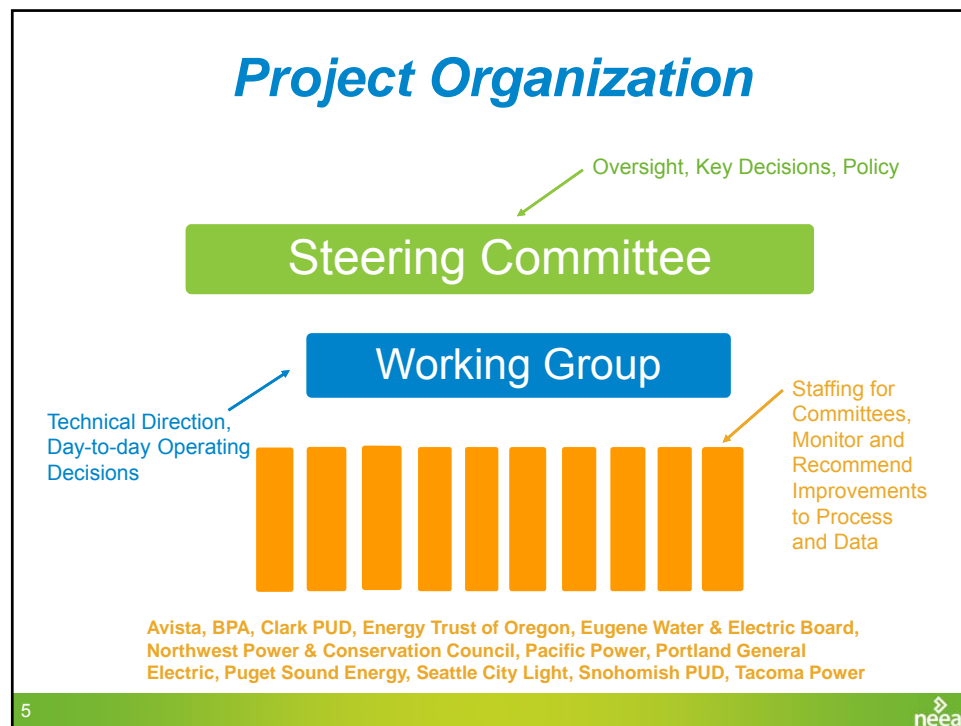 Project Organization
Oversight, Key Decisions, Policy
Steering Committee
Working Group
Technical Direction,
Day-to-day Operating
Decisions
Staffing for
Committees,
Monitor and
Recommend
Improvements
to Process
and Data
Avista, BPA, Clark PUD, Energy Trust of Oregon, Eugene Water & Electric Board,
Northwest Power & Conservation Council, Pacific Power, Portland General
Electric, Puget Sound Energy, Seattle City Light, Snohomish PUD, Tacoma Power
5
neea